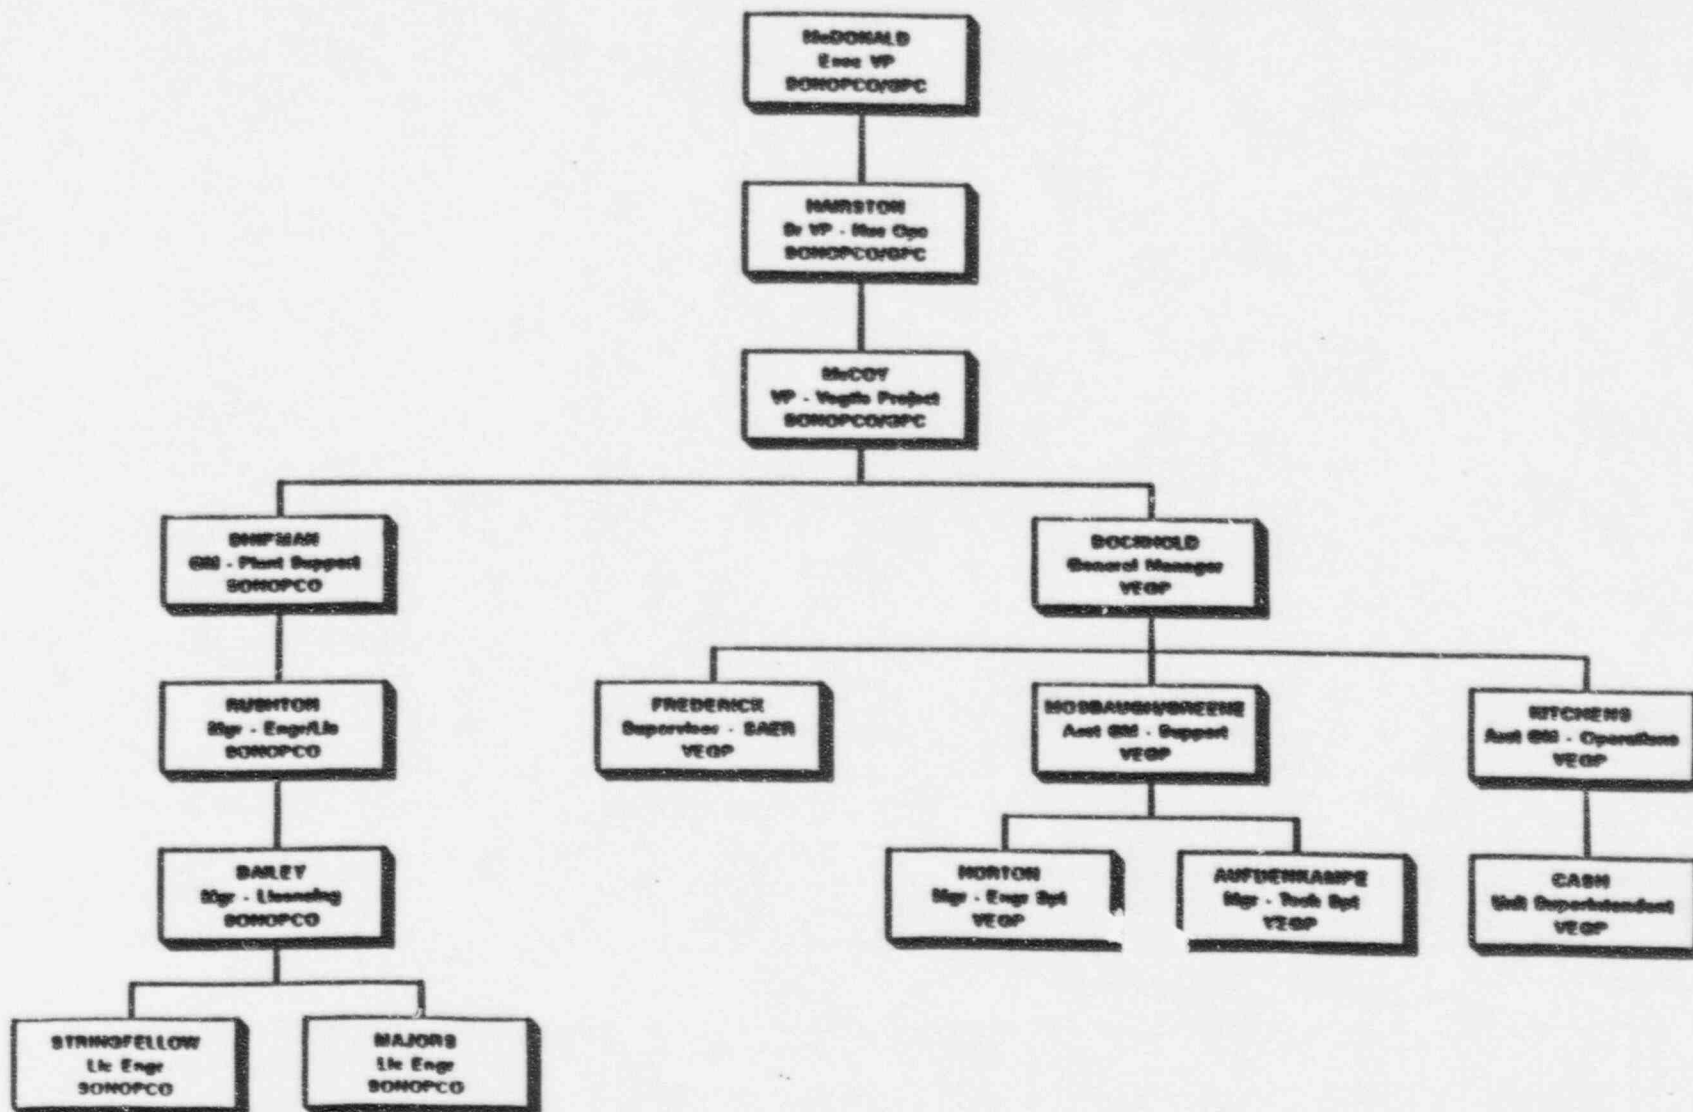 McDONALD
Exec VP
SONOPCO/GPC
HAIRSTON
Sr VP - Nuc Ops
SONOPCO/GPC
McCOY
VP - Vogtle Project
SONOPCO/GPC
SHIPMAN
GM - Plant Support
SONOPCO
BOCKHOLD
General Manager
VEGP
RUSHTON
Mgr - Engr/Lic
SONOPCO
FREDERICK
Supervisor - SAER
VEGP
MOSBAUGH/GREENE
Asst GM - Support
VEGP
KITCHENS
Asst GM - Operations
VEGP
BAILEY
Mgr - Licensing
SONOPCO
HORTON
Mgr - Engr Spt
VEGP
AUFDENKAMPE
Mgr - Tech Spt
VEGP
CASH
Unit Superintendent
VEGP
STRINGFELLOW
Lic Engr
SONOPCO
MAJORS
Lic Engr
SONOPCO